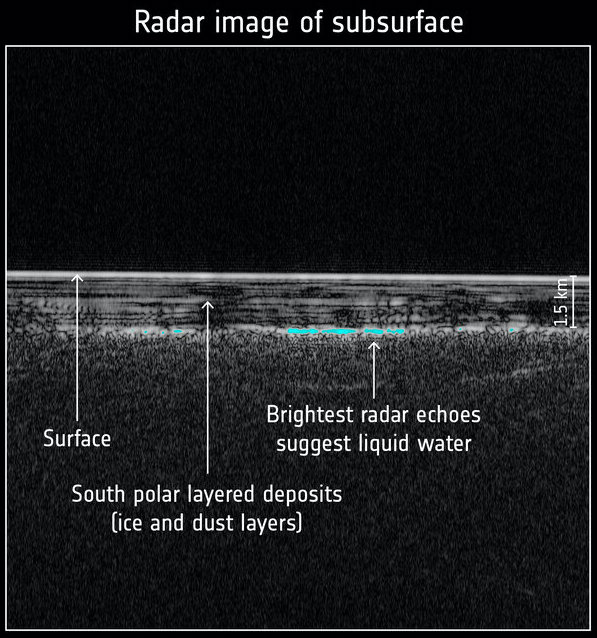 Radar image of subsurface
1.5 km
Brightest radar echoes
suggest liquid water
Surface
South polar layered deposits
(ice and dust layers)